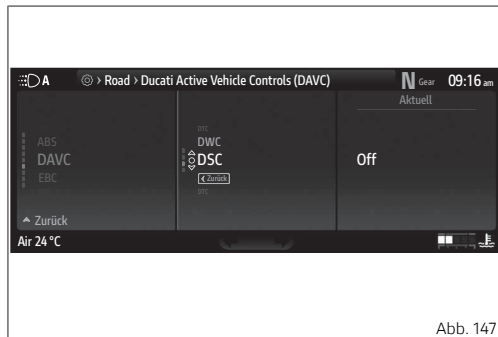 A
> Road > Ducati Active Vehicle Controls (DAVC)
N Gear
09:16 am
ABS
DAVC
EBC
Zurück
DTC
DWC
DSC
Zurück
DTC
Aktuell
Off
Air 24 °C
Abb. 147